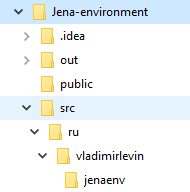 Jena-environment
.idea
out
public
src
ru
vladimirlevin
jenaenv